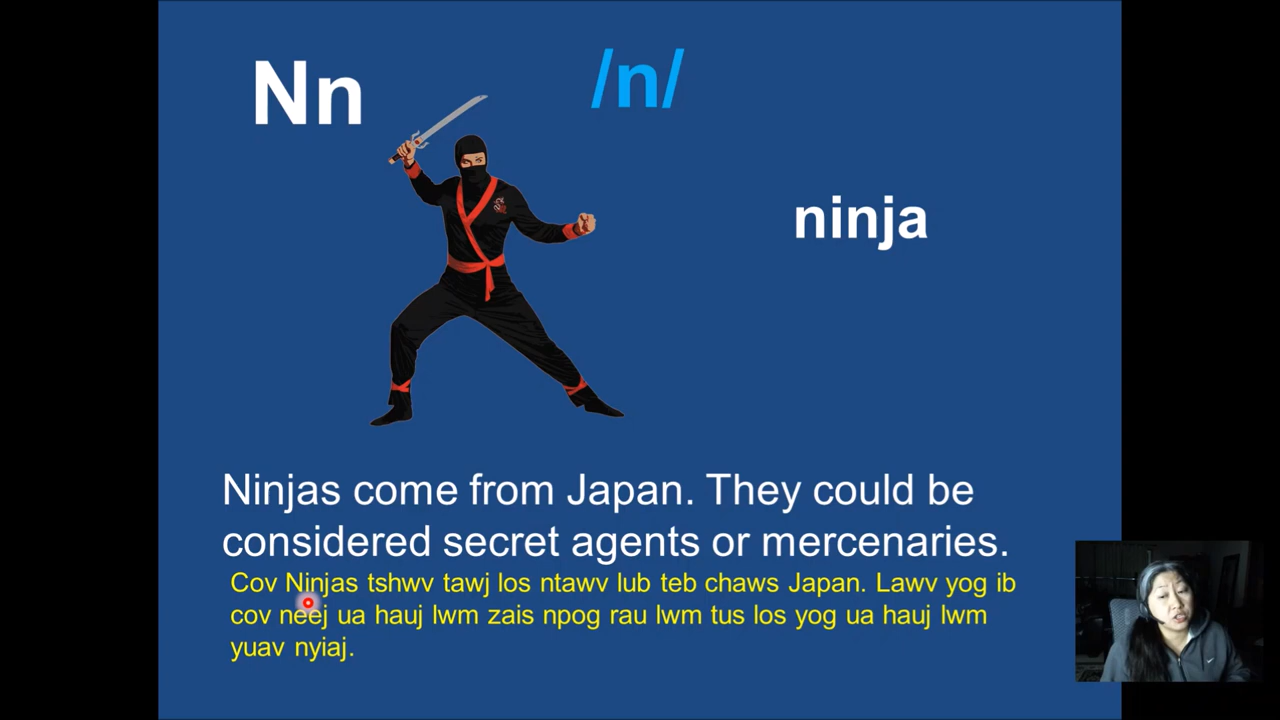 Nn
/n/
ninja
Ninjas come from Japan. They could be
considered secret agents or mercenaries.
Cov Ninjas tshwv tawj los ntawv lub teb chaws Japan. Lawv yog ib
cov neej ua hauj lwm zais npog rau lwm tus los yog ua hauj lwm
yuav nyiaj.